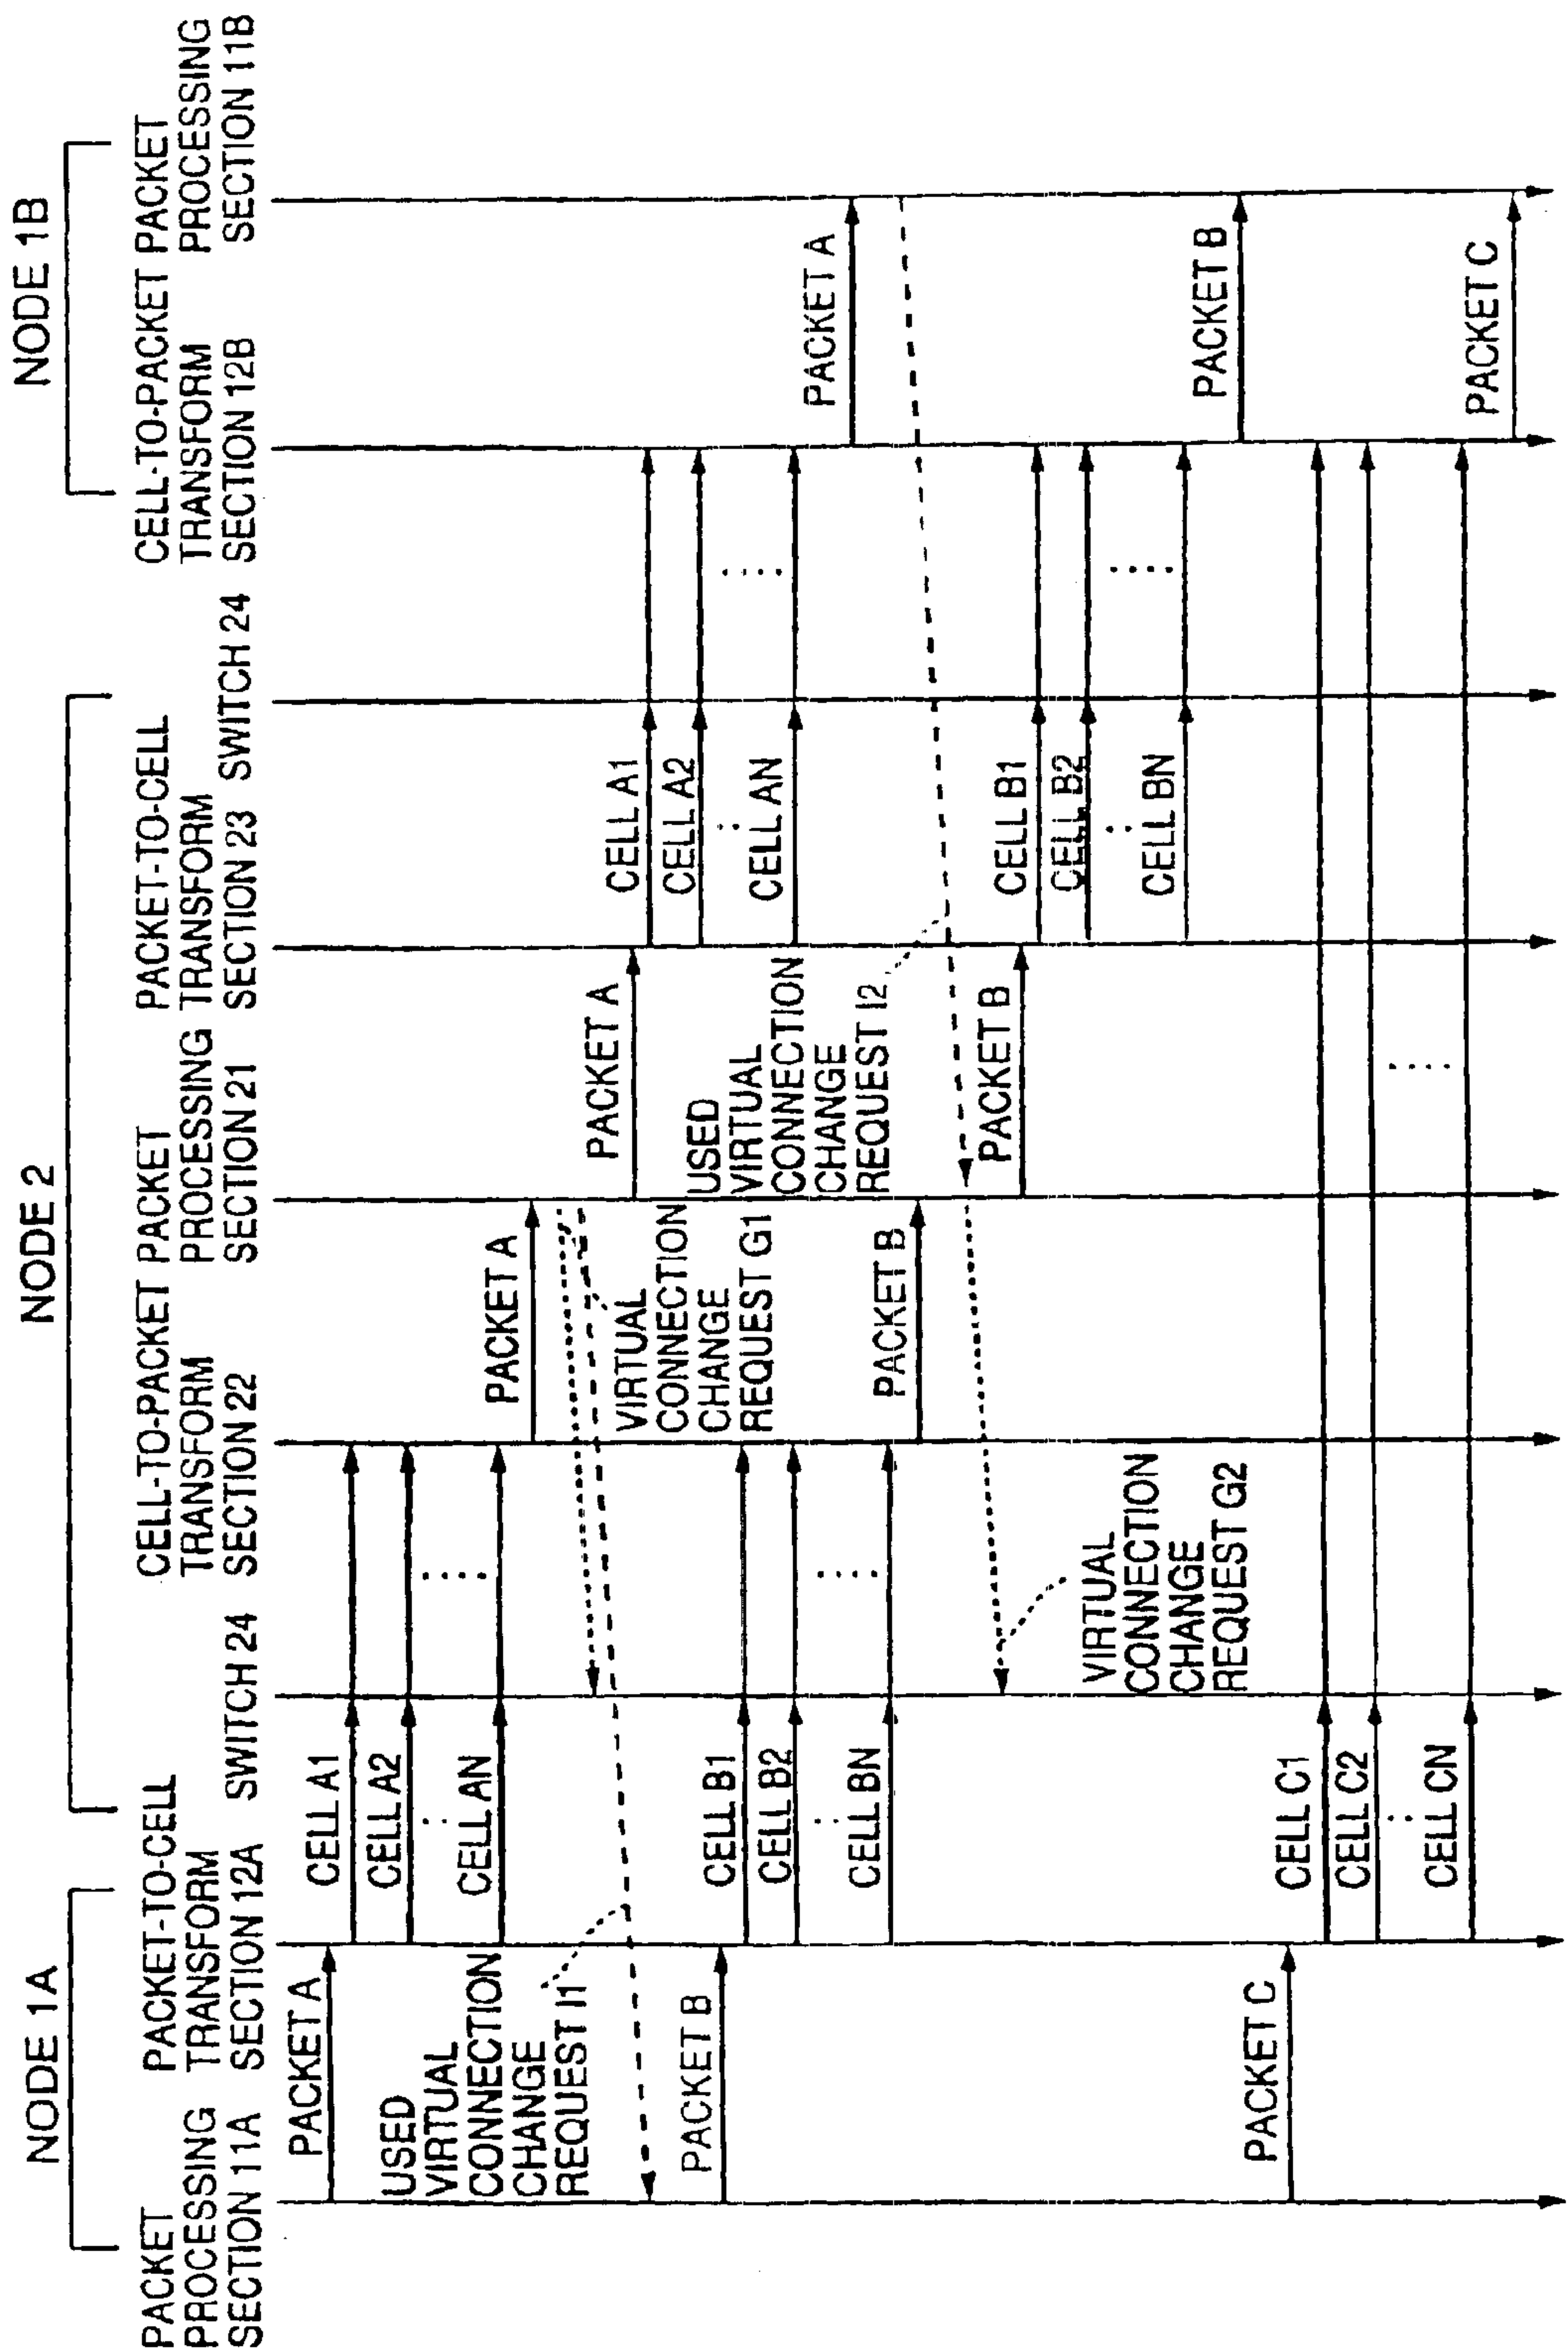 NODE 1A
NODE 2
NODE 1B
PACKET
PROCESSING
SECTION 11A
PACKET-TO-CELL
TRANSFORM
SECTION 12A
SWITCH 24
CELL-TO-PACKET
TRANSFORM
SECTION 22
PACKET
PROCESSING
SECTION 21
PACKET-TO-CELL
TRANSFORM
SECTION 23
SWITCH 24
CELL-TO-PACKET
TRANSFORM
SECTION 12B
PACKET
PROCESSING
SECTION 11B
PACKET A
CELL A1
CELL A2
CELL AN
USED
VIRTUAL
CONNECTION
CHANGE
REQUEST I1
PACKET A
VIRTUAL
CONNECTION
CHANGE
REQUEST G1
PACKET A
CELL A1
CELL A2
CELL AN
PACKET A
USED
VIRTUAL
CONNECTION
CHANGE
REQUEST I2
PACKET B
CELL B1
CELL B2
CELL BN
PACKET B
VIRTUAL
CONNECTION
CHANGE
REQUEST G2
PACKET B
CELL B1
CELL B2
CELL BN
PACKET B
PACKET C
CELL C1
CELL C2
CELL CN
PACKET C